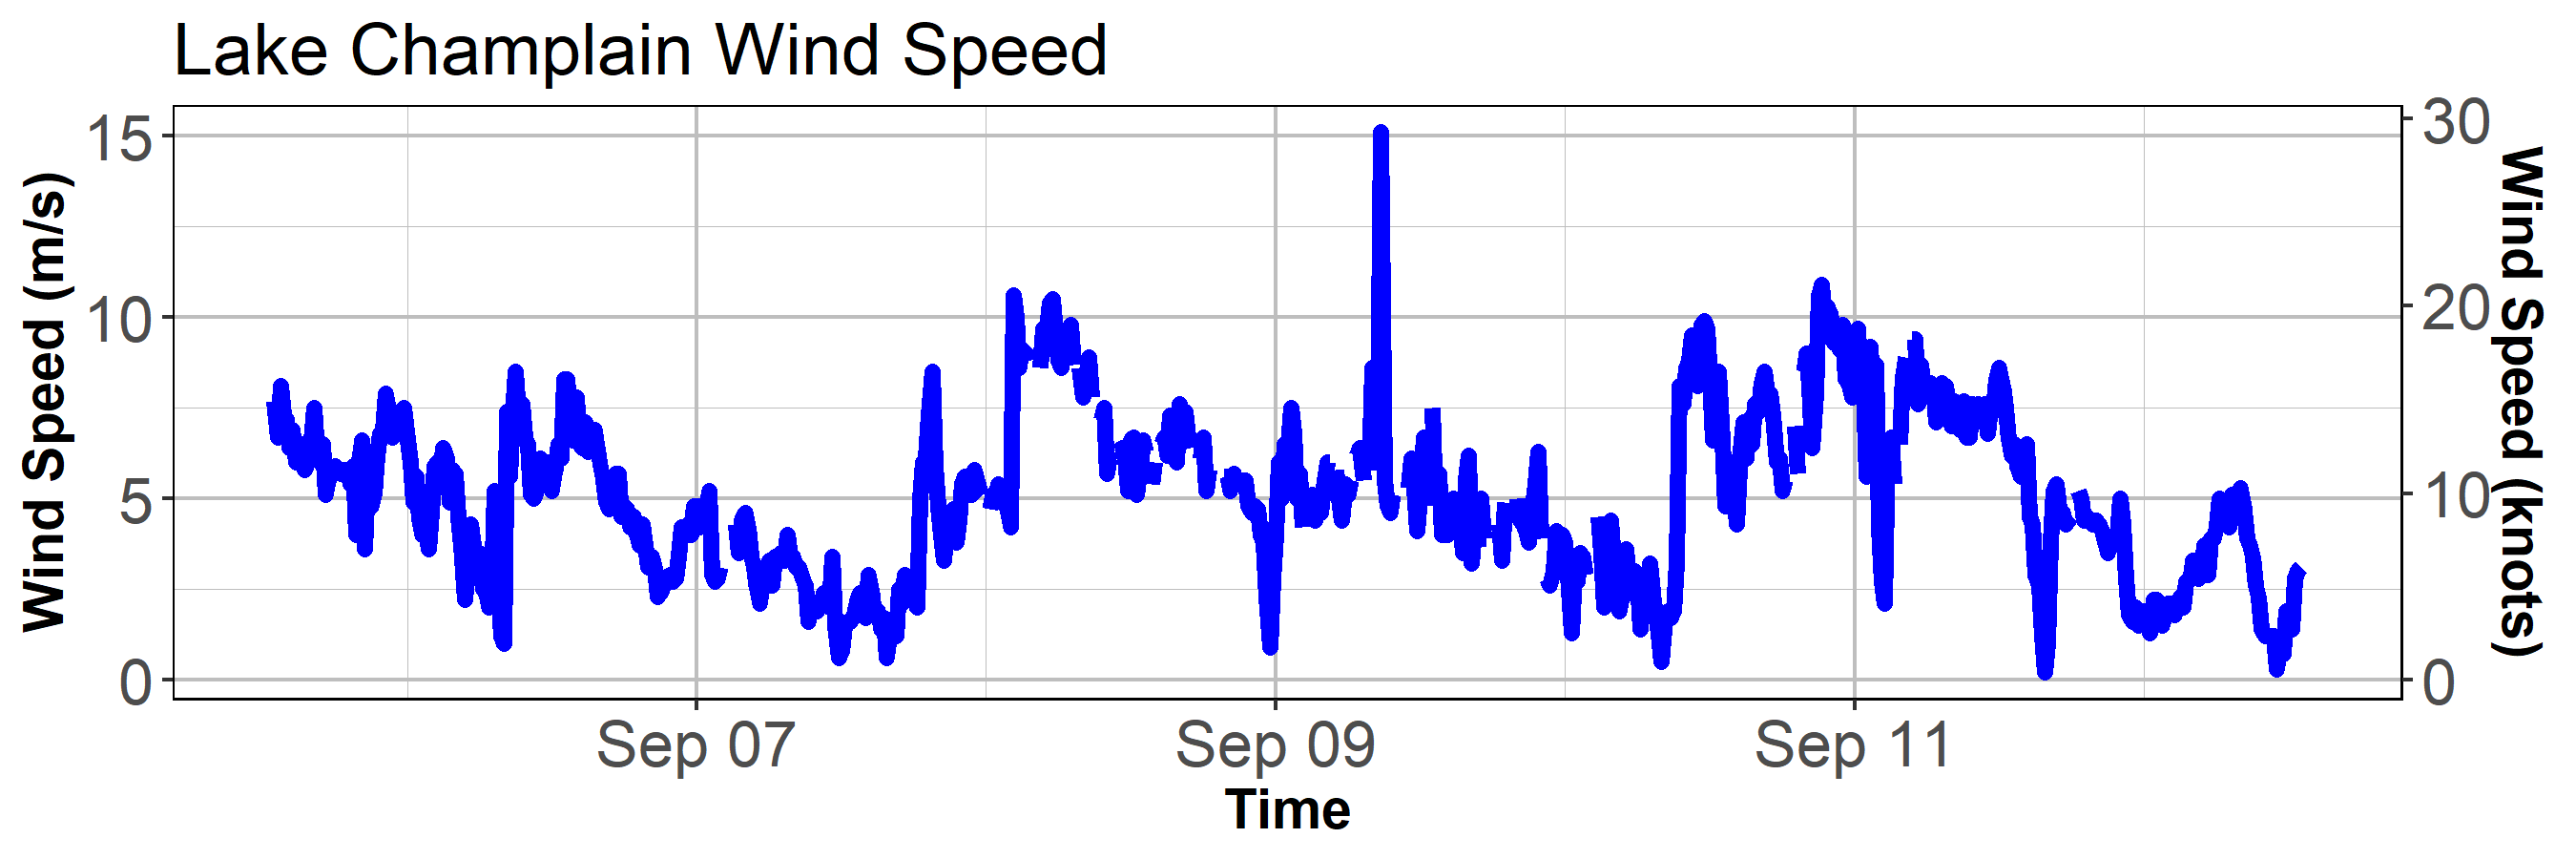 Lake Champlain Wind Speed
Wind Speed (m/s)
15
10
5
0
30
20
10
0
Wind Speed (knots)
Sep 07
Sep 09
Sep 11
Time